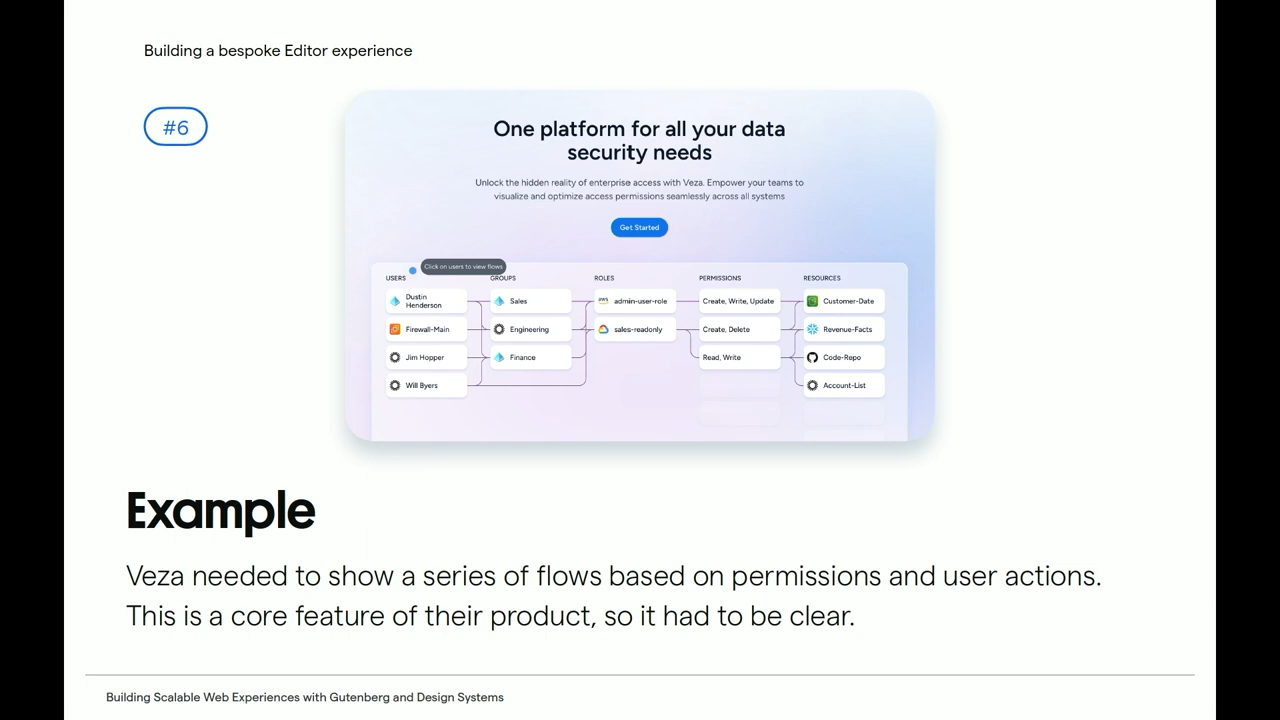 Building a bespoke Editor experience
#6
One platform for all your data
security needs
Unlock the hidden reality of enterprise access with Veza. Empower your teams to
visualize and optimize access permissions seamlessly across all systems
Get Started
Click on users to view flows
USERS
GROUPS
ROLES
PERMISSIONS
RESOURCES
Dustin
Henderson
Sales
aws
admin-user-role
Create, Write, Update
Customer-Date
Firewall-Main
Engineering
sales-readonly
Create, Delete
Revenue-Facts
Jim Hopper
Finance
Read, Write
Code-Repo
Will Byers
Account-List
Example
Veza needed to show a series of flows based on permissions and user actions.
This is a core feature of their product, so it had to be clear.
Building Scalable Web Experiences with Gutenberg and Design Systems